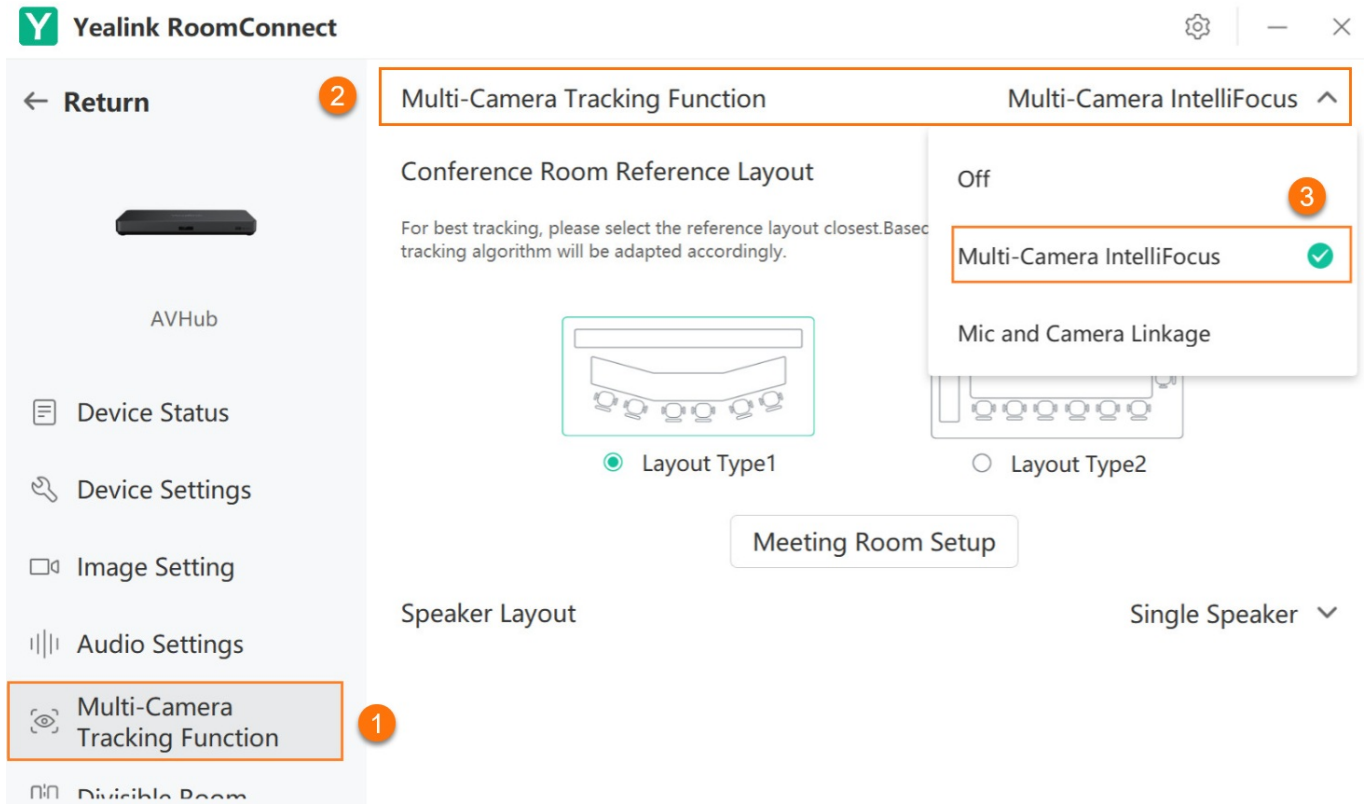 Yealink RoomConnect
Return
2
Multi-Camera Tracking Function
Multi-Camera IntelliFocus
Conference Room Reference Layout
For best tracking, please select the reference layout closest.Based
tracking algorithm will be adapted accordingly.
Off
3
Multi-Camera IntelliFocus
Mic and Camera Linkage
AVHub
Layout Type1
Layout Type2
Meeting Room Setup
Speaker Layout
Single Speaker
Device Status
Device Settings
Image Setting
Audio Settings
Multi-Camera
Tracking Function
1
Divisible Room